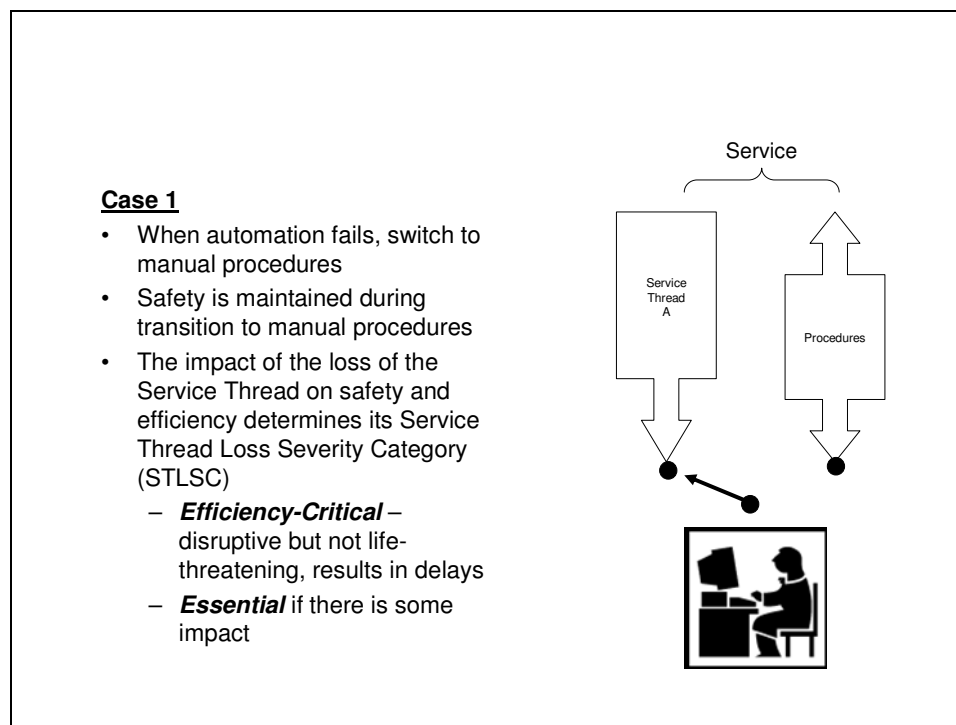 Case 1
• When automation fails, switch to
manual procedures
• Safety is maintained during
transition to manual procedures
• The impact of the loss of the
Service Thread on safety and
efficiency determines its Service
Thread Loss Severity Category
(STLSC)
– Efficiency-Critical –
disruptive but not life-
threatening, results in delays
– Essential if there is some
impact
Service
Service
Thread
A
Procedures